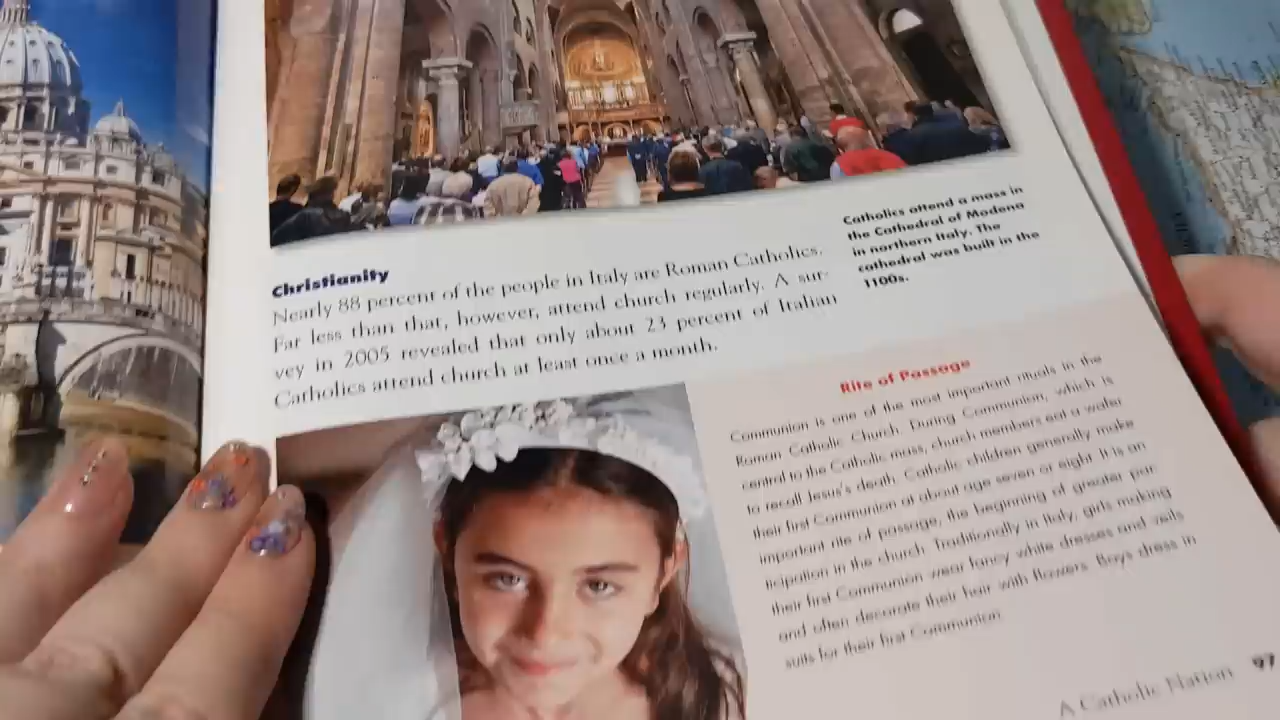 Catholics attend a mass in
the Cathedral of Modena
in northern Italy. The
cathedral was built in the
1100s.
Christianity
Nearly 88 percent of the people in Italy are Roman Catholics.
Far less than that, however, attend church regularly. A sur-
vey in 2005 revealed that only about 23 percent of Italian
Catholics attend church at least once a month.
Rite of Passage
Communion is one of the most important rituals in the
Roman Catholic Church. During Communion, which is
central to the Catholic mass, church members eat a wafer
to recall Jesus's death. Catholic children generally make
their first Communion at about age seven or eight. It is an
important rite of passage, the beginning of greater par-
ticipation in the church. Traditionally in Italy, girls making
their first Communion wear fancy white dresses and veils
and often decorate their hair with flowers. Boys dress in
suits for their first Communion.
A Catholic Nation 97